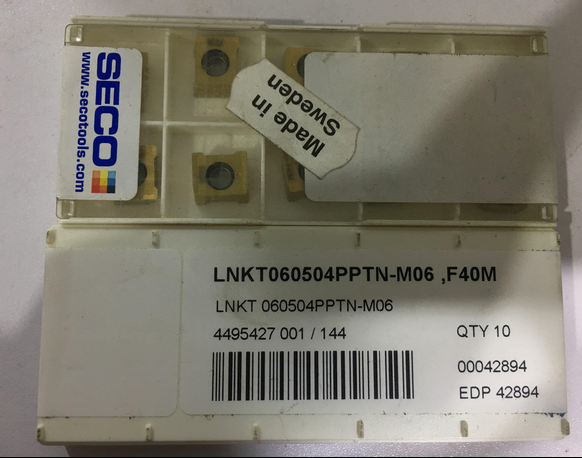 SECO
www.secotools.com
Made in
Sweden
LNKT060504PPTN-M06 ,F40M
LNKT 060504PPTN-M06
4495427 001 / 144
QTY 10
00042894
EDP 42894